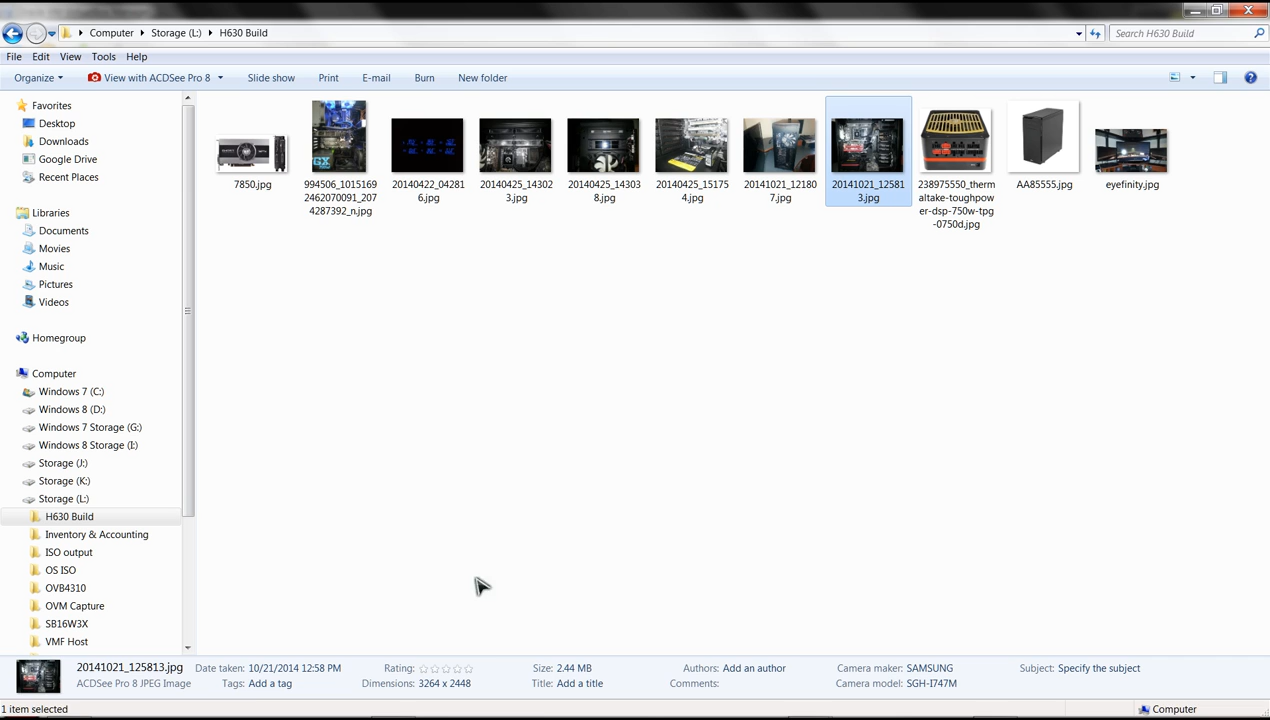 Computer ▸ Storage (L:) ▸ H630 Build
Search H630 Build
File Edit View Tools Help
Organize View with ACDSee Pro 8 Slide show Print E-mail Burn New folder
Favorites
Desktop
Downloads
Google Drive
Recent Places
Libraries
Documents
Movies
Music
Pictures
Videos
Homegroup
Computer
Windows 7 (C:)
Windows 8 (D:)
Windows 7 Storage (G:)
Windows 8 Storage (I:)
Storage (J:)
Storage (K:)
Storage (L:)
H630 Build
Inventory & Accounting
ISO output
OS ISO
OVB4310
OVM Capture
SB16W3X
VMF Host
7850.jpg
994506_1015169
2462070091_207
4287392_n.jpg
20140422_04281
6.jpg
20140425_14302
3.jpg
20140425_14303
8.jpg
20140425_15175
4.jpg
20141021_12180
7.jpg
20141021_12581
3.jpg
238975550_therm
altake-toughpow
er-dsp-750w-tpg
-0750d.jpg
AA85555.jpg
eyefinity.jpg
20141021_125813.jpg Date taken: 10/21/2014 12:58 PM Rating: Size: 2.44 MB Authors: Add an author Camera maker: SAMSUNG Subject: Specify the subject
ACDSee Pro 8 JPEG Image Tags: Add a tag Dimensions: 3264 x 2448 Title: Add a title Comments: Camera model: SGH-I747M
1 item selected Computer